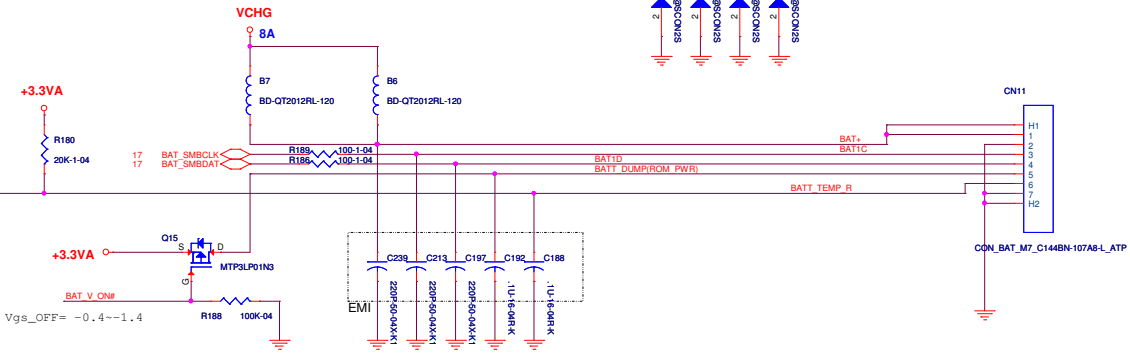 VCHG
8A
2
2
2
2
@SCON2S
@SCON2S
@SCON2S
@SCON2S
B7
BD-QT2012RL-120
B6
BD-QT2012RL-120
CN11
+3.3VA
R180
20K-1-04
17 BAT_SMBCLK
17 BAT_SMBDAT
R189 100-1-04
R186 100-1-04
BAT+
BAT1C
BAT1D
BATT_DUMP(ROM_PWR)
BATT_TEMP_R
H1
1
2
3
4
5
6
7
H2
CON_BAT_M7_C144BN-107A8-L_ATP
Q15
S
D
G
+3.3VA
MTP3LP01N3
BAT_V_ON#
R188 100K-04
Vgs_OFF= -0.4~-1.4
C239
C213
C197
C192
C188
220P-50-04X-K1
220P-50-04X-K1
220P-50-04X-K1
.1U-16-04R-K
.1U-16-04R-K
EMI